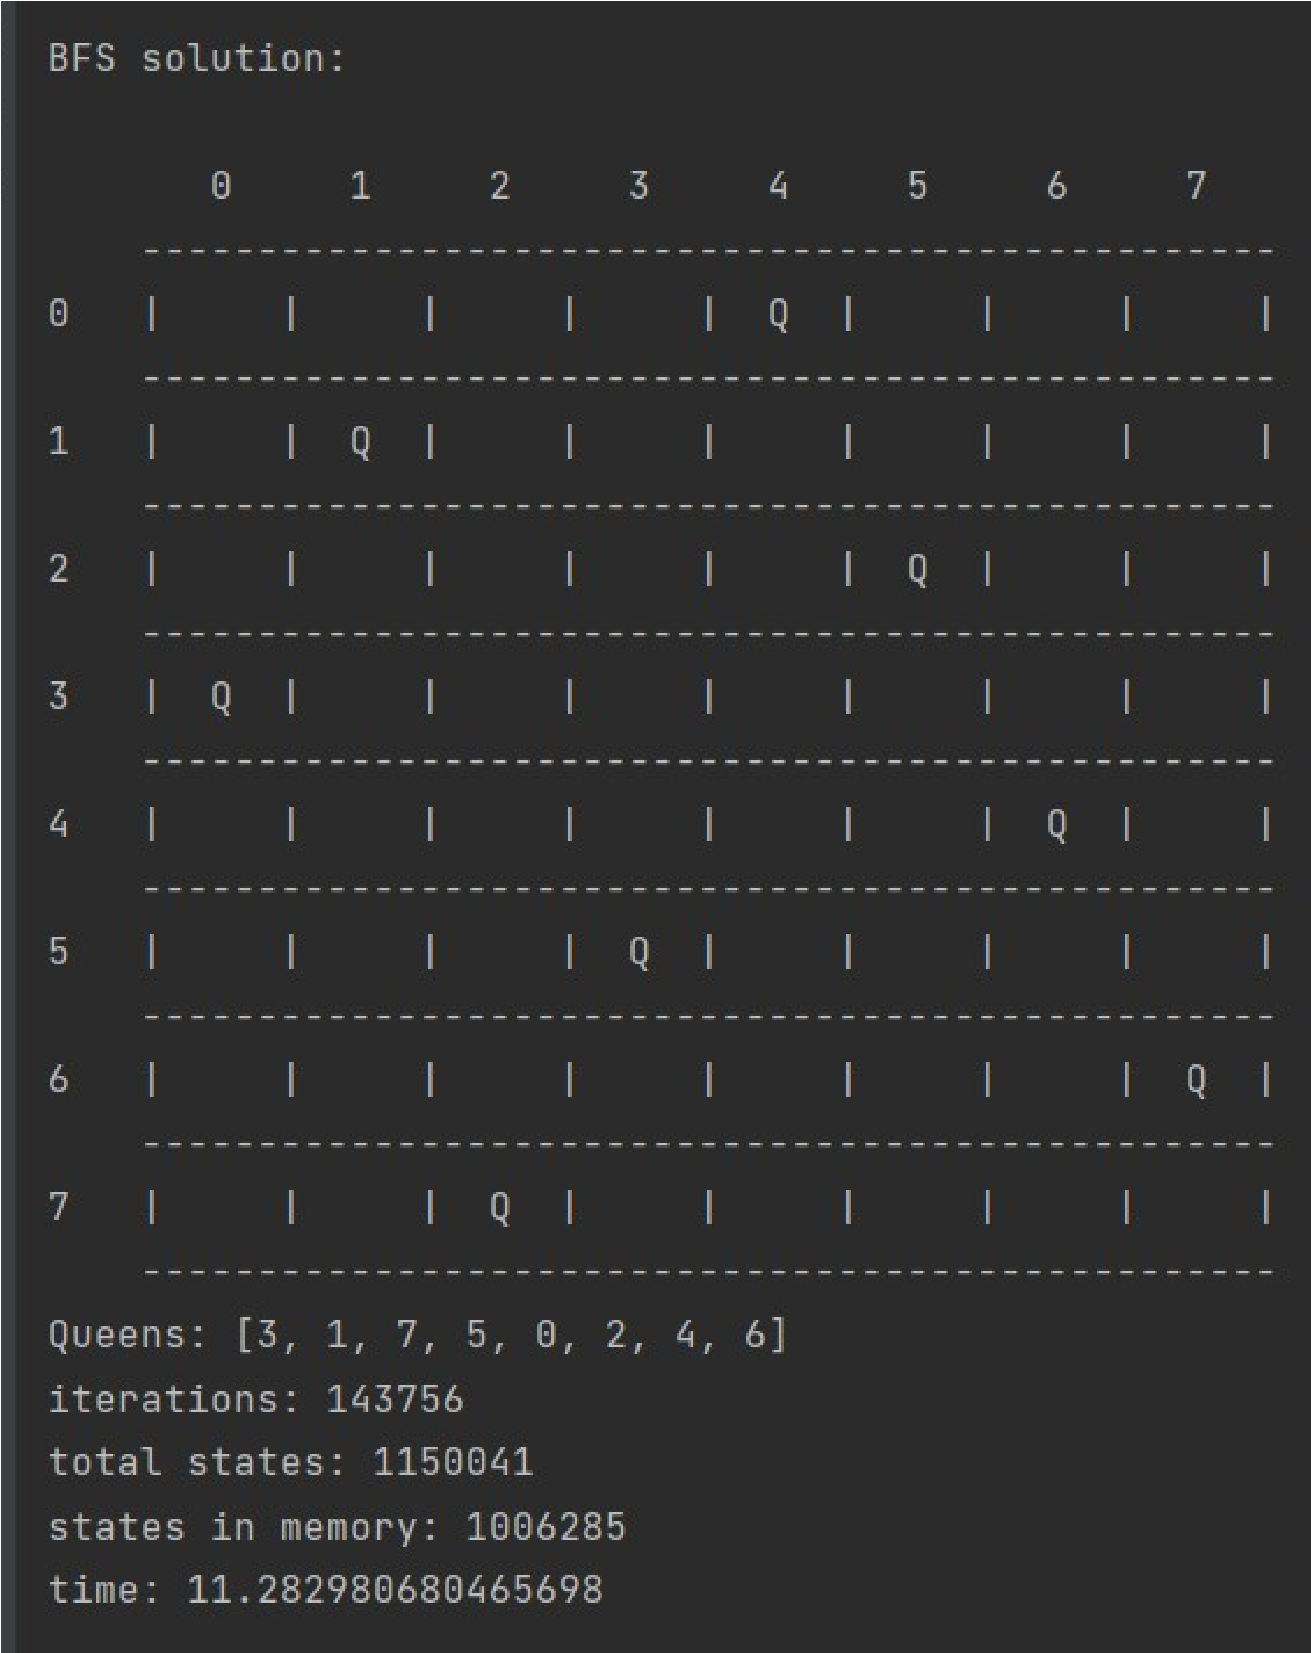 BFS solution:
0 1 2 3 4 5 6 7
-------------------------------------------------
0 | | | | | Q | | | |
-------------------------------------------------
1 | | Q | | | | | | |
-------------------------------------------------
2 | | | | | | Q | | |
-------------------------------------------------
3 | Q | | | | | | | |
-------------------------------------------------
4 | | | | | | | Q | |
-------------------------------------------------
5 | | | | Q | | | | |
-------------------------------------------------
6 | | | | | | | | Q |
-------------------------------------------------
7 | | | Q | | | | | |
-------------------------------------------------
Queens: [3, 1, 7, 5, 0, 2, 4, 6]
iterations: 143756
total states: 1150041
states in memory: 1006285
time: 11.282980680465698